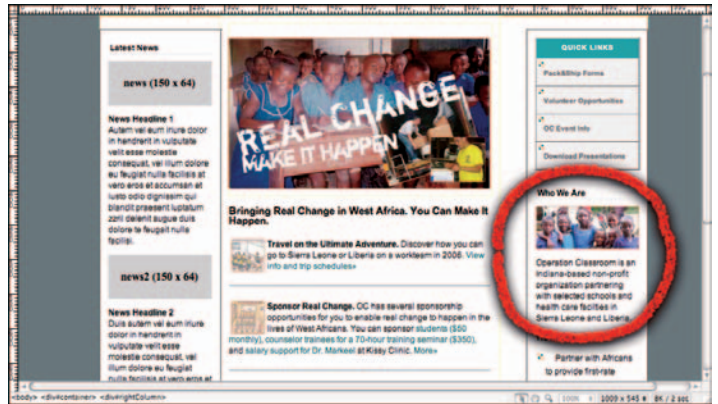 Latest News
news (150 x 64)
News Headline 1
Autem vel eum iriure dolor
in hendrerit in vulputate
velit esse molestie
consequat, vel illum dolore
eu feugiat nulla facilisis at
vero eros et accumsan et
iusto odio dignissim qui
blandit praesent luptatum
zzril delenit augue duis
dolore te feugait nulla
facilisi.
news2 (150 x 64)
News Headline 2
Duis autem vel eum iriure
dolor in hendrerit in
vulputate velit esse
molestie consequat, vel
illum dolore eu feugiat
nulla facilisis at vero eros et
REAL CHANGE
MAKE IT HAPPEN
Bringing Real Change in West Africa. You Can Make It
Happen.
Travel on the Ultimate Adventure. Discover how you can
go to Sierra Leone or Liberia on a workteam in 2008. View
info and trip schedules»
Sponsor Real Change. OC has several sponsorship
opportunities for you to enable real change to happen in the
lives of West Africans. You can sponsor students ($50
monthly), counselor trainees for a 70-hour training seminar ($350),
and salary support for Dr. Markeel at Kissy Clinic. More»
QUICK LINKS
Pack&Ship Forms
Volunteer Opportunities
OC Event Info
Download Presentations
Who We Are
Operation Classroom is an
Indiana-based non-profit
organization partnering
with selected schools and
health care facilities in
Sierra Leone and Liberia.
Partner with Africans
to provide first-rate
<body> <div#container> <div#rightColumn>
100%
1009 x 545
8K / 2 sec